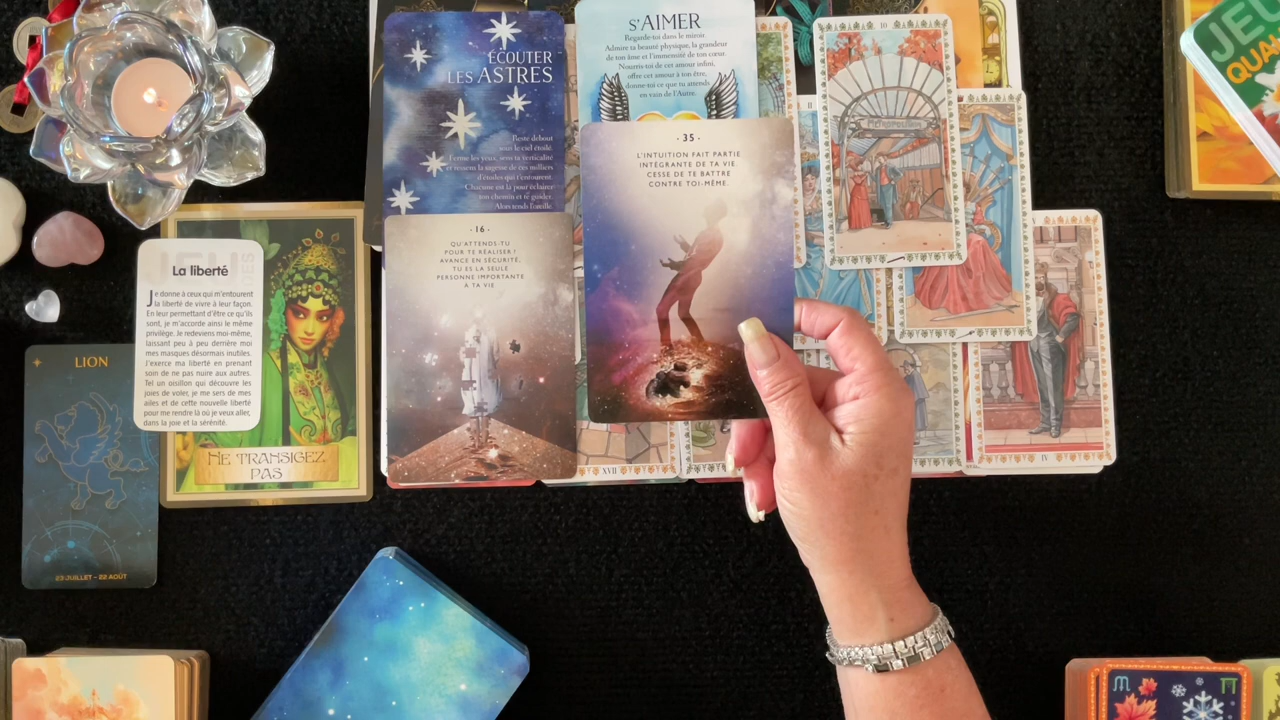 ÉCOUTER
LES ASTRES
Reste debout
sous le ciel étoilé.
Ferme les yeux, sens ta verticalité
et ressens la sagesse de ces milliers
d'étoiles qui t'entourent.
Chacune est là pour éclairer
ton chemin et te guider.
Alors tends l'oreille.
S'AIMER
Regarde-toi dans le miroir.
Admire ta beauté physique, la grandeur
de ton âme et l'immensité de ton cœur.
Nourris-toi de cet amour infini,
offre cet amour à ton être,
donne-toi ce que tu attends
en vain de l'Autre.
10
JEU
QUAL
· 35 ·
L'INTUITION FAIT PARTIE
INTÉGRANTE DE TA VIE.
CESSE DE TE BATTRE
CONTRE TOI-MÊME.
· 16 ·
QU'ATTENDS-TU
POUR TE RÉALISER ?
AVANCE EN SÉCURITÉ,
TU ES LA SEULE
PERSONNE IMPORTANTE
À TA VIE
La liberté
Je donne à ceux qui m'entourent
la liberté de vivre à leur façon.
En leur permettant d'être ce qu'ils
sont, je m'accorde ainsi le même
privilège. Je redeviens moi-même,
laissant peu à peu derrière moi
mes masques désormais inutiles.
J'exerce ma liberté en prenant
soin de ne pas nuire aux autres.
Tel un oisillon qui découvre les
joies de voler, je me sers de mes
ailes et de cette nouvelle liberté
pour me rendre là où je veux aller,
dans la joie et la sérénité.
NE TRANSIGEZ
PAS
LION
23 JUILLET - 22 AOÛT
XVII
IV